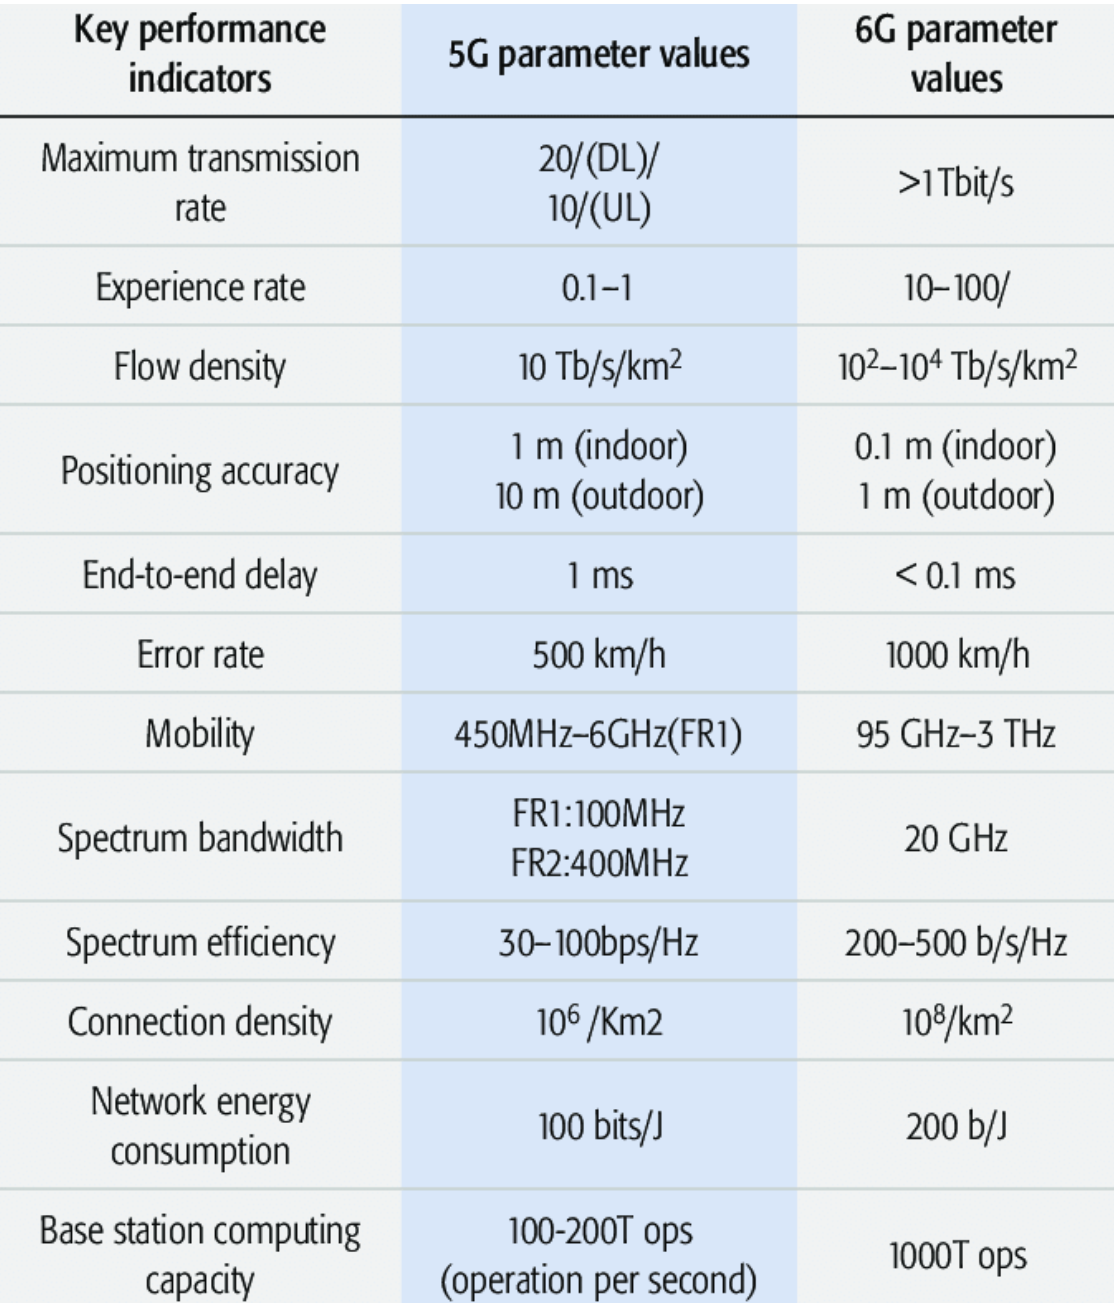 Key performance
indicators
5G parameter values
6G parameter
values
Maximum transmission
rate
20/(DL)/
10/(UL)
>1Tbit/s
Experience rate
0.1–1
10–100/
Flow density
10 Tb/s/km²
10²–10⁴ Tb/s/km²
Positioning accuracy
1 m (indoor)
10 m (outdoor)
0.1 m (indoor)
1 m (outdoor)
End-to-end delay
1 ms
< 0.1 ms
Error rate
500 km/h
1000 km/h
Mobility
450MHz–6GHz(FR1)
95 GHz–3 THz
Spectrum bandwidth
FR1:100MHz
FR2:400MHz
20 GHz
Spectrum efficiency
30–100bps/Hz
200–500 b/s/Hz
Connection density
10⁶ /Km2
10⁸/km²
Network energy
consumption
100 bits/J
200 b/J
Base station computing
capacity
100-200T ops
(operation per second)
1000T ops